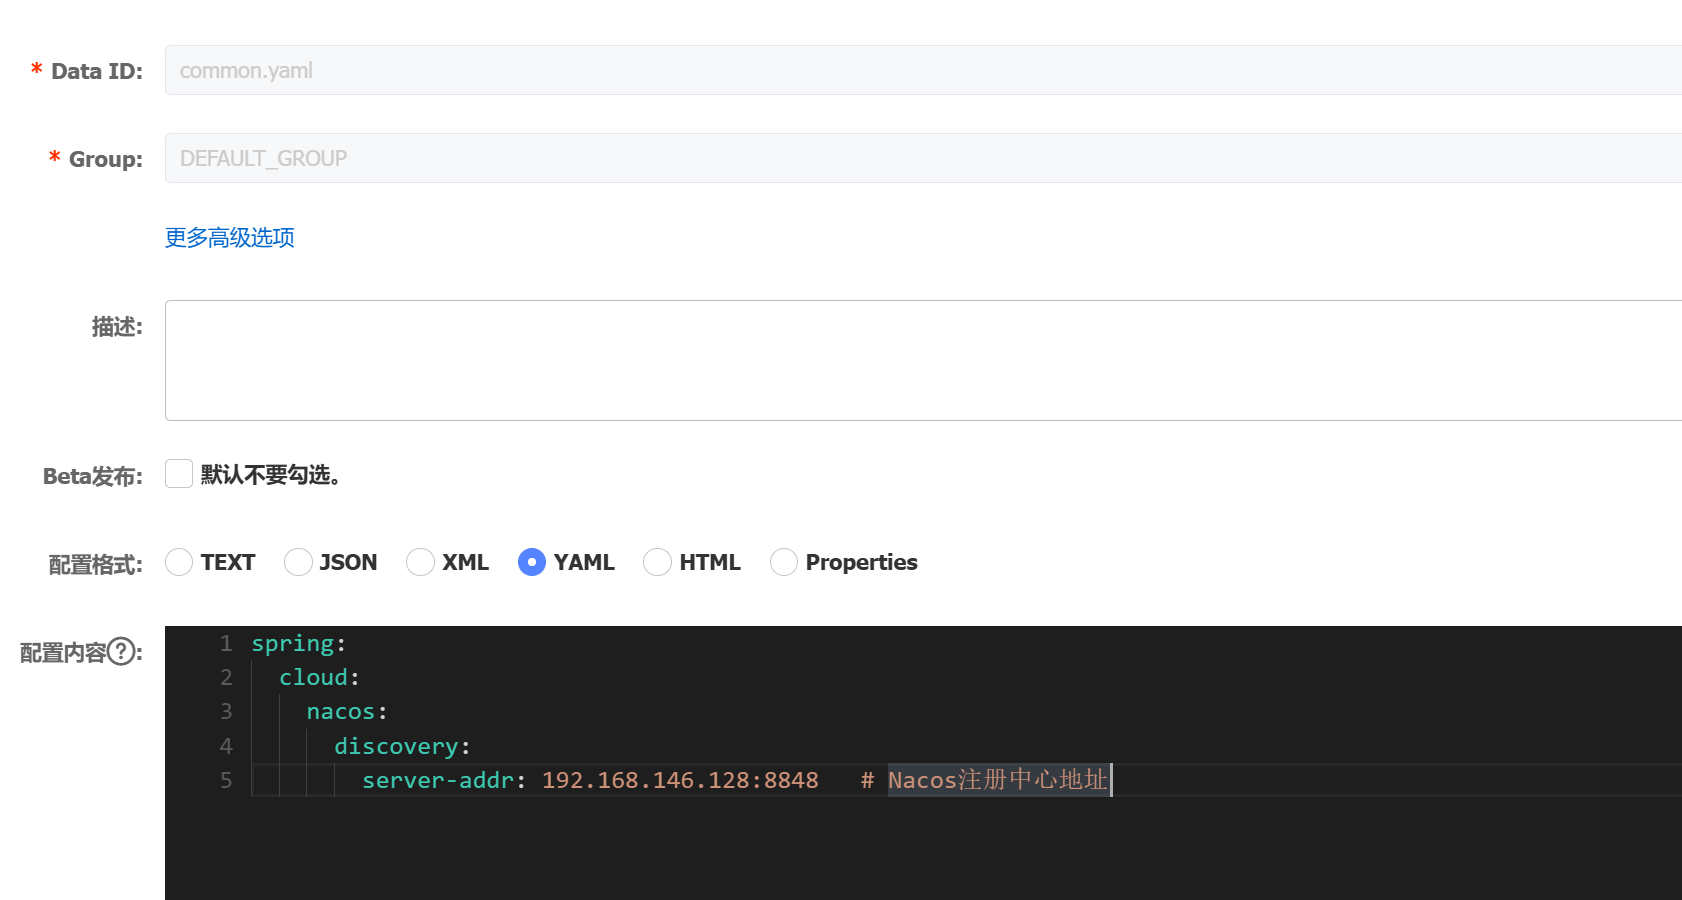 * Data ID: common.yaml
* Group: DEFAULT_GROUP
更多高级选项
描述:
Beta发布: 默认不要勾选。
配置格式: TEXT JSON XML YAML HTML Properties
配置内容?:
1 spring:
2   cloud:
3     nacos:
4       discovery:
5         server-addr: 192.168.146.128:8848   # Nacos注册中心地址